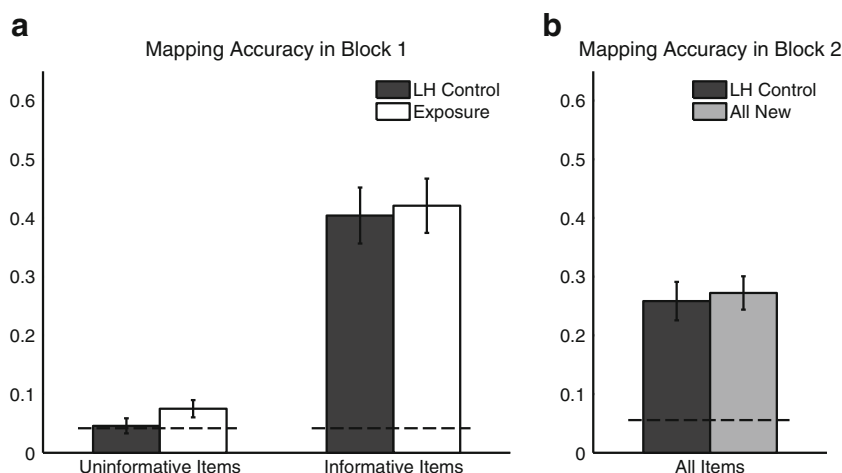 a
Mapping Accuracy in Block 1
LH Control
Exposure
0.6
0.5
0.4
0.3
0.2
0.1
0
Uninformative Items
Informative Items
b
Mapping Accuracy in Block 2
LH Control
All New
0.6
0.5
0.4
0.3
0.2
0.1
0
All Items